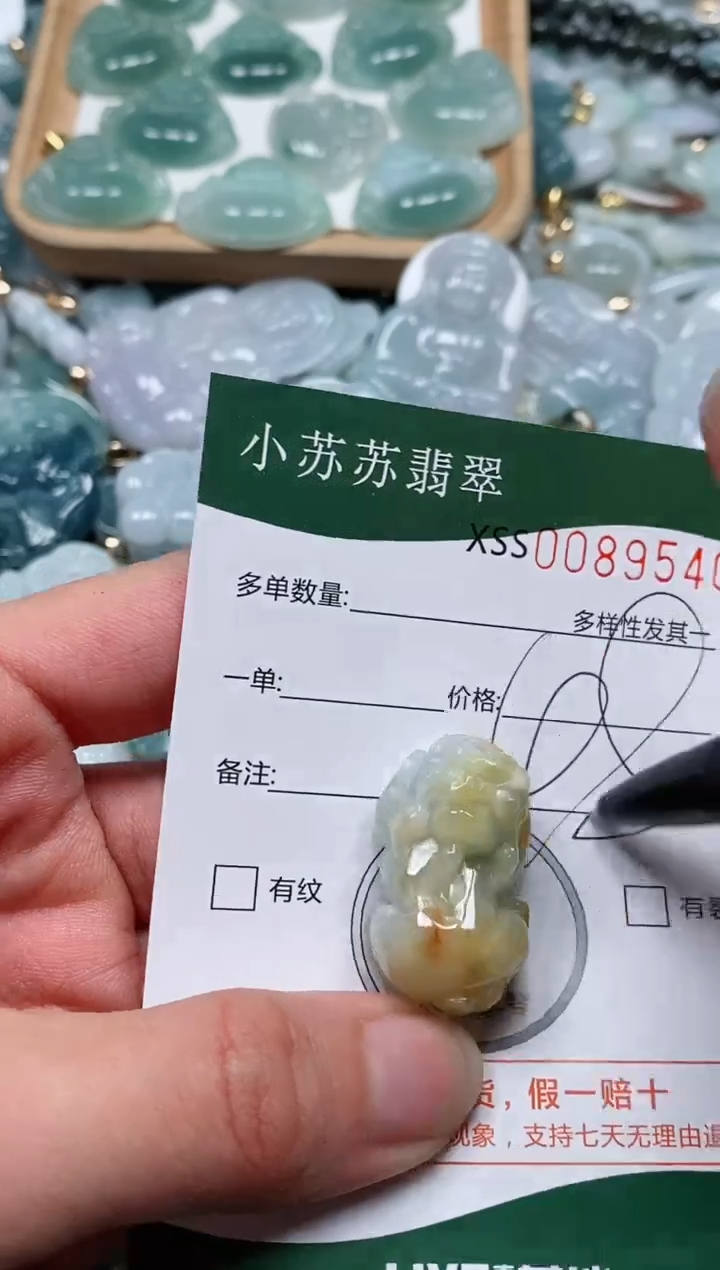 小苏苏翡翠
XSS0089540
多单数量:
多样性发其一
一单: 价格:
备注:
有纹 有裂
货，假一赔十
现象，支持七天无理由退